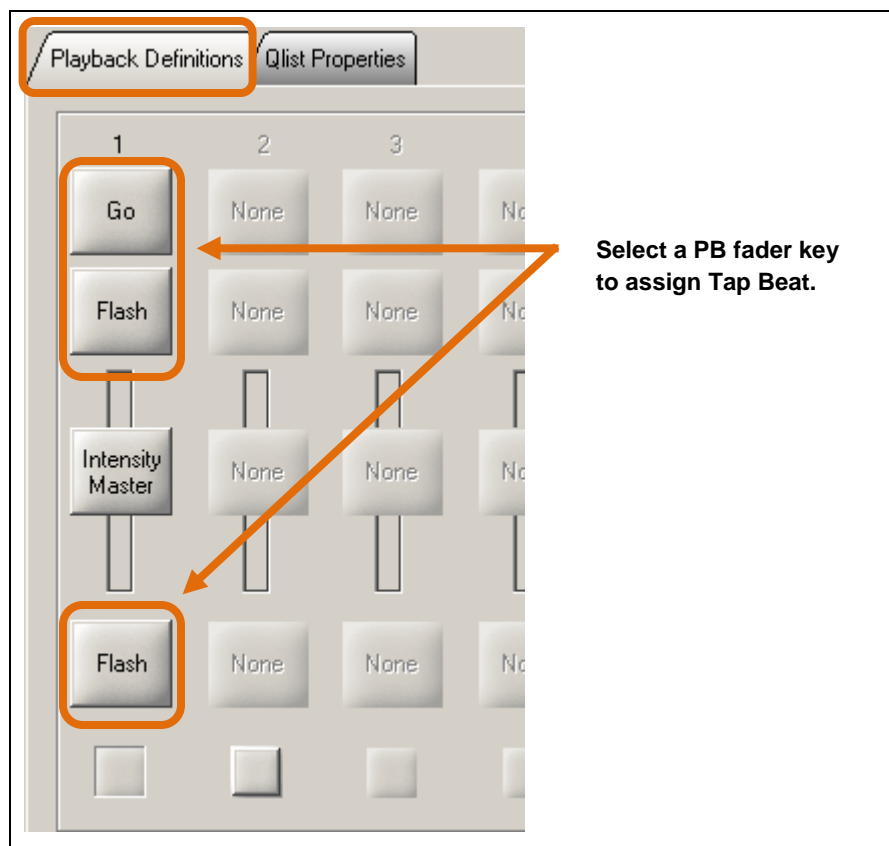 Playback Definitions Qlist Properties
1 2 3
Go None None
Select a PB fader key
to assign Tap Beat.
Flash None None
Intensity
Master None None
Flash None None